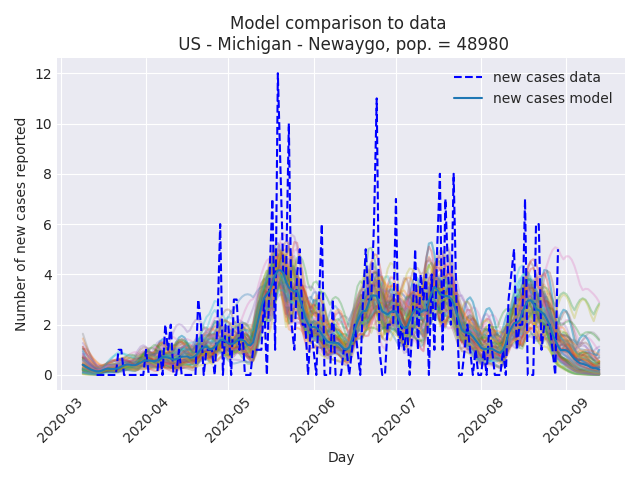 Model comparison to data
US - Michigan - Newaygo, pop. = 48980
new cases data
new cases model
Number of new cases reported
12
10
8
6
4
2
0
2020-03
2020-04
2020-05
2020-06
2020-07
2020-08
2020-09
Day